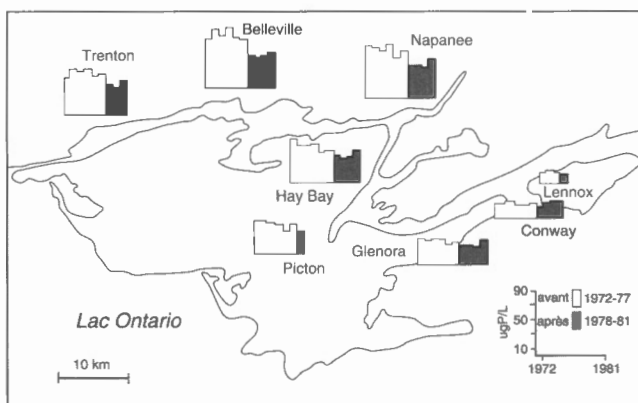 Belleville
Trenton
Napanee
Hay Bay
Lennox
Conway
Picton
Glenora
Lac Ontario
10 km
ugP/L
90
50
10
avant 1972-77
après 1978-81
1972 1981